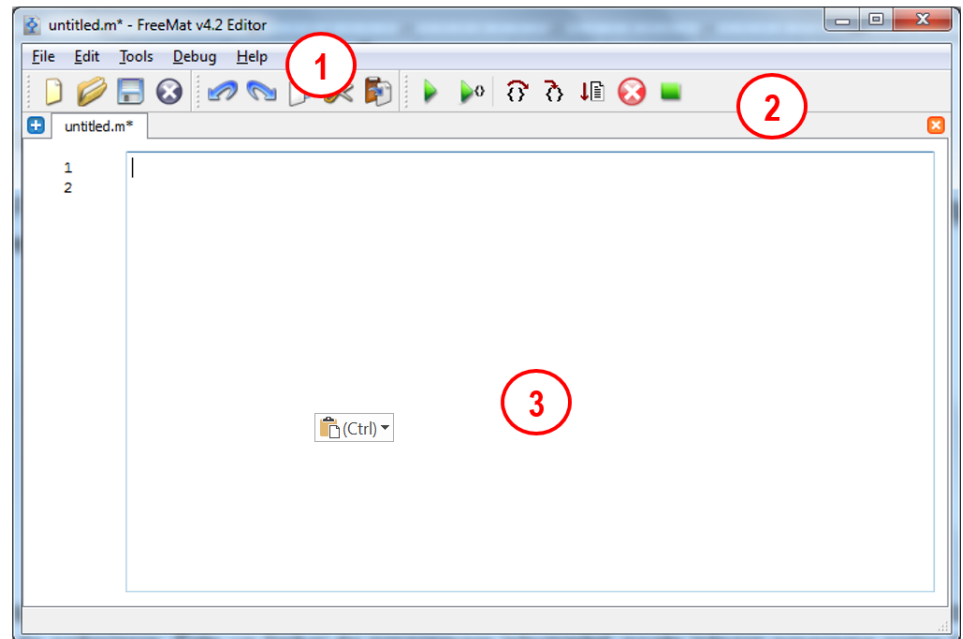 untitled.m* - FreeMat v4.2 Editor
File Edit Tools Debug Help
1
2
untitled.m*
1
2
3
(Ctrl)